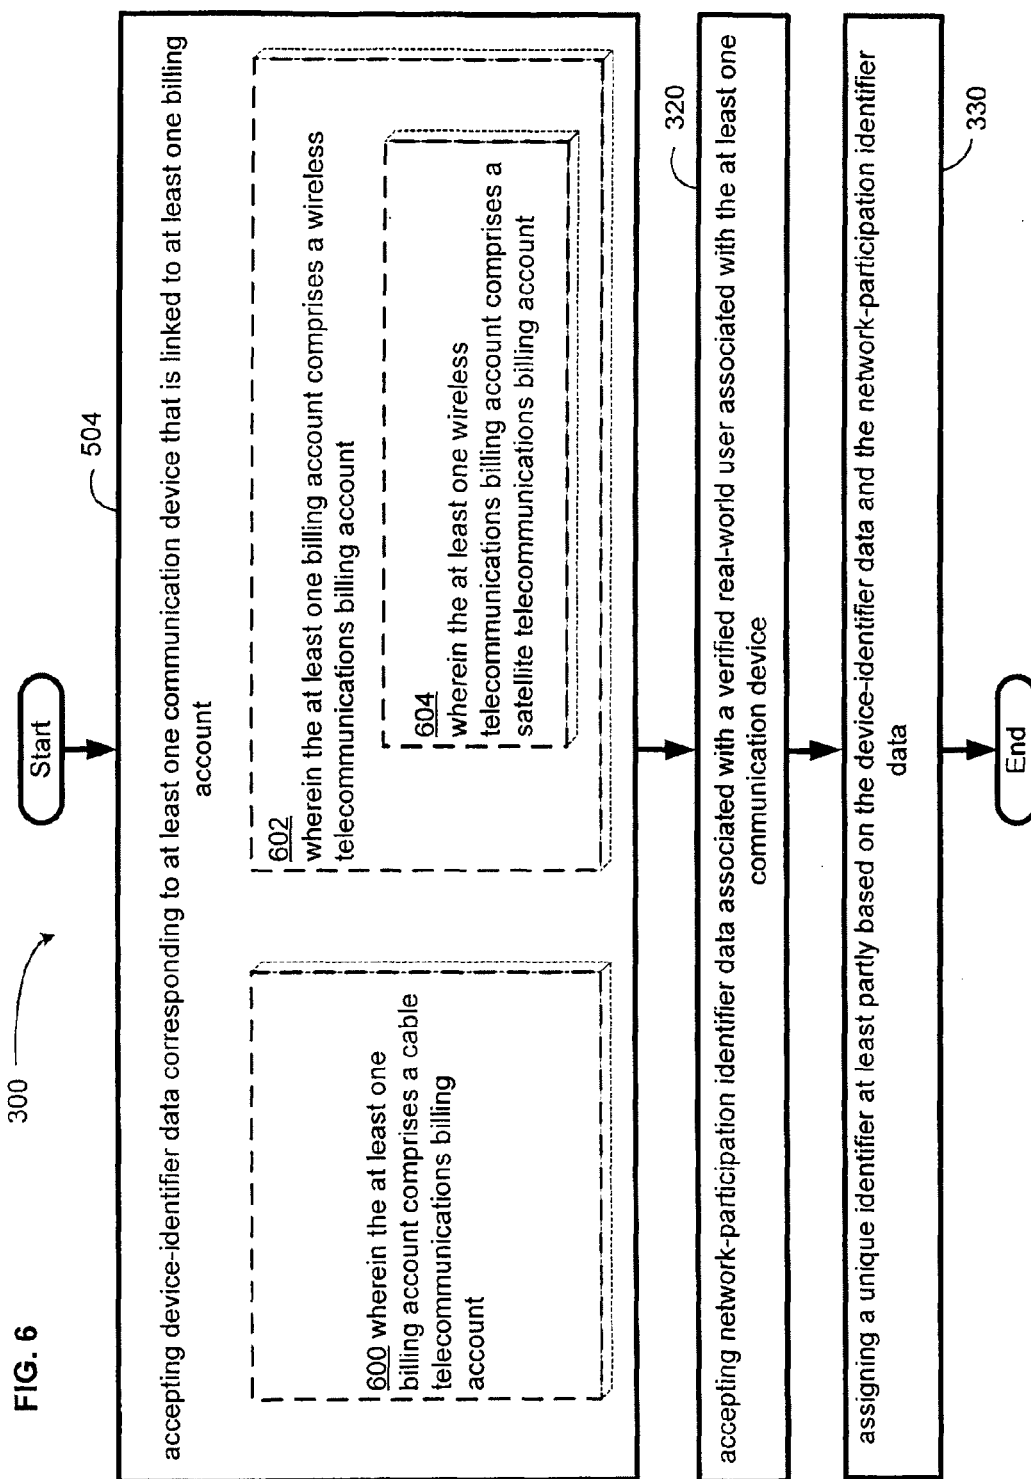 FIG. 6
300
Start
504
accepting device-identifier data corresponding to at least one communication device that is linked to at least one billing
account
600 wherein the at least one
billing account comprises a cable
telecommunications billing
account
602
wherein the at least one billing account comprises a wireless
telecommunications billing account
604
wherein the at least one wireless
telecommunications billing account comprises a
satellite telecommunications billing account
320
accepting network-participation identifier data associated with a verified real-world user associated with the at least one
communication device
330
assigning a unique identifier at least partly based on the device-identifier data and the network-participation identifier
data
End